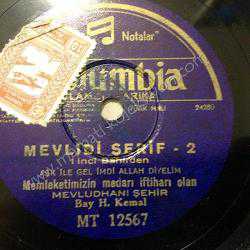 Notalar"
Columbia
24280
MEVLİDİ ŞERİF - 2
1 inci Bahirden
AŞK İLE GEL İMDİ ALLAH DİYELİM
Memleketimizin medarı iftiharı olan
MEVLUDHANI ŞEHİR
Bay H. Kemal
MT 12567